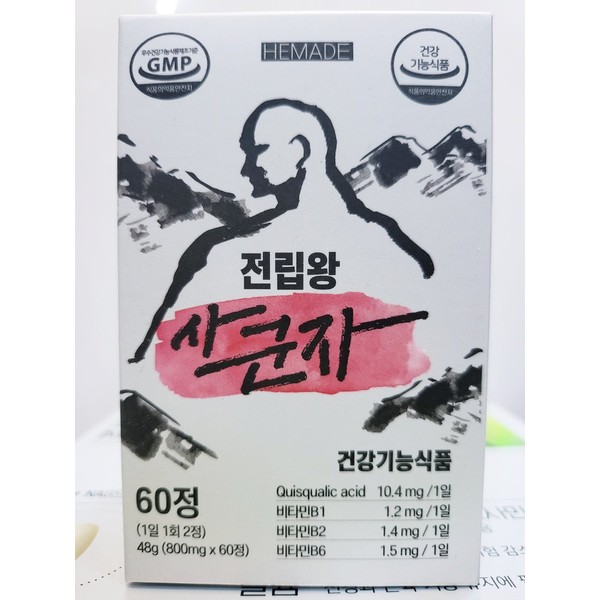 HEMADE
우수건강기능식품제조기준
GMP
식품의약품안전처
건강
기능식품
식품의약품안전처
전립왕
사군자
건강기능식품
60정
(1일 1회 2정)
48g (800mg x 60정)
Quisqualic acid 10.4 mg /1일
비타민B1 1.2 mg /1일
비타민B2 1.4 mg /1일
비타민B6 1.5 mg /1일